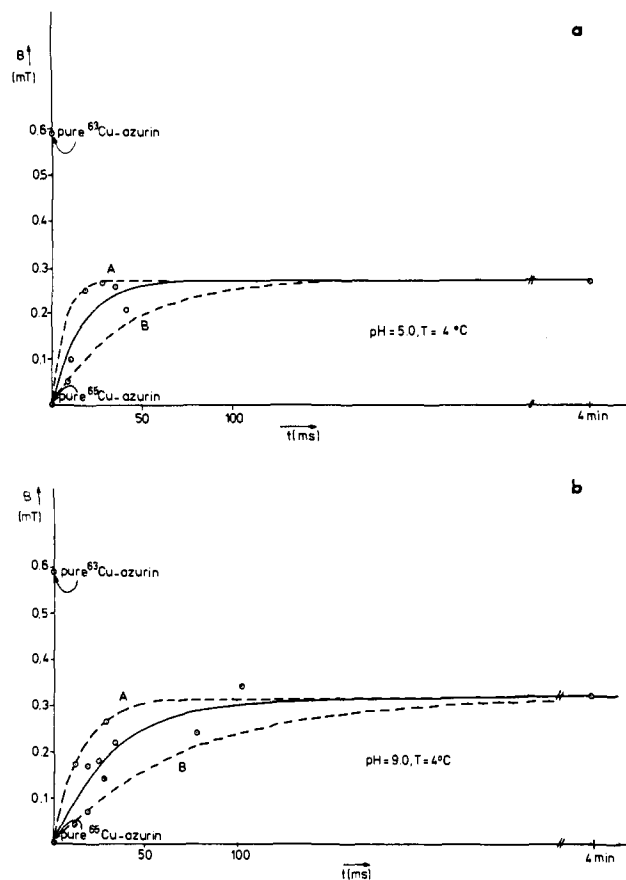 a
B↑
(mT)
0.6
pure ⁶³Cu-azurin
0.5
0.4
0.3
A
0.2
B
pH=5.0, T= 4 °C
0.1
pure ⁶⁵Cu-azurin
50
100
4 min
t(ms)
b
B↑
(mT)
0.6
pure ⁶³Cu-azurin
0.5
0.4
A
0.3
0.2
B
pH=9.0, T=4°C
0.1
pure ⁶⁵Cu-azurin
50
100
4 min
t(ms)